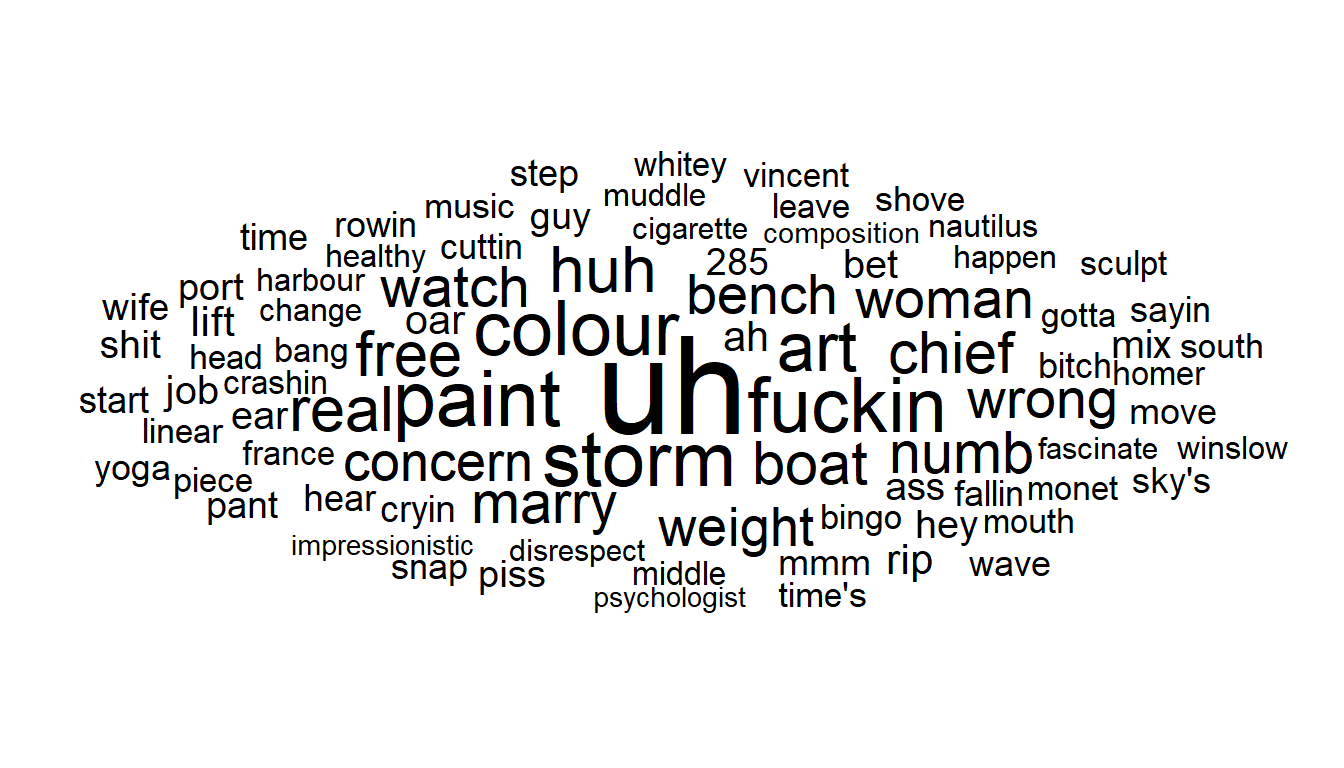 step whitey vincent
music guy muddle leave shove
time rowin healthy cuttin cigarette composition nautilus
huh 285 bet happen sculpt
wife port harbour watch bench woman
lift change oar colour ah gotta sayin
shit head bang free art chief mix south
start job crashin real paint uh fuckin wrong bitch homer move
linear ear
yoga france concern storm boat numb fascinate winslow
piece pant hear cryin marry ass fallin monet sky's
weight bingo hey mouth
impressionistic snap disrespect piss middle mmm rip wave
psychologist time's